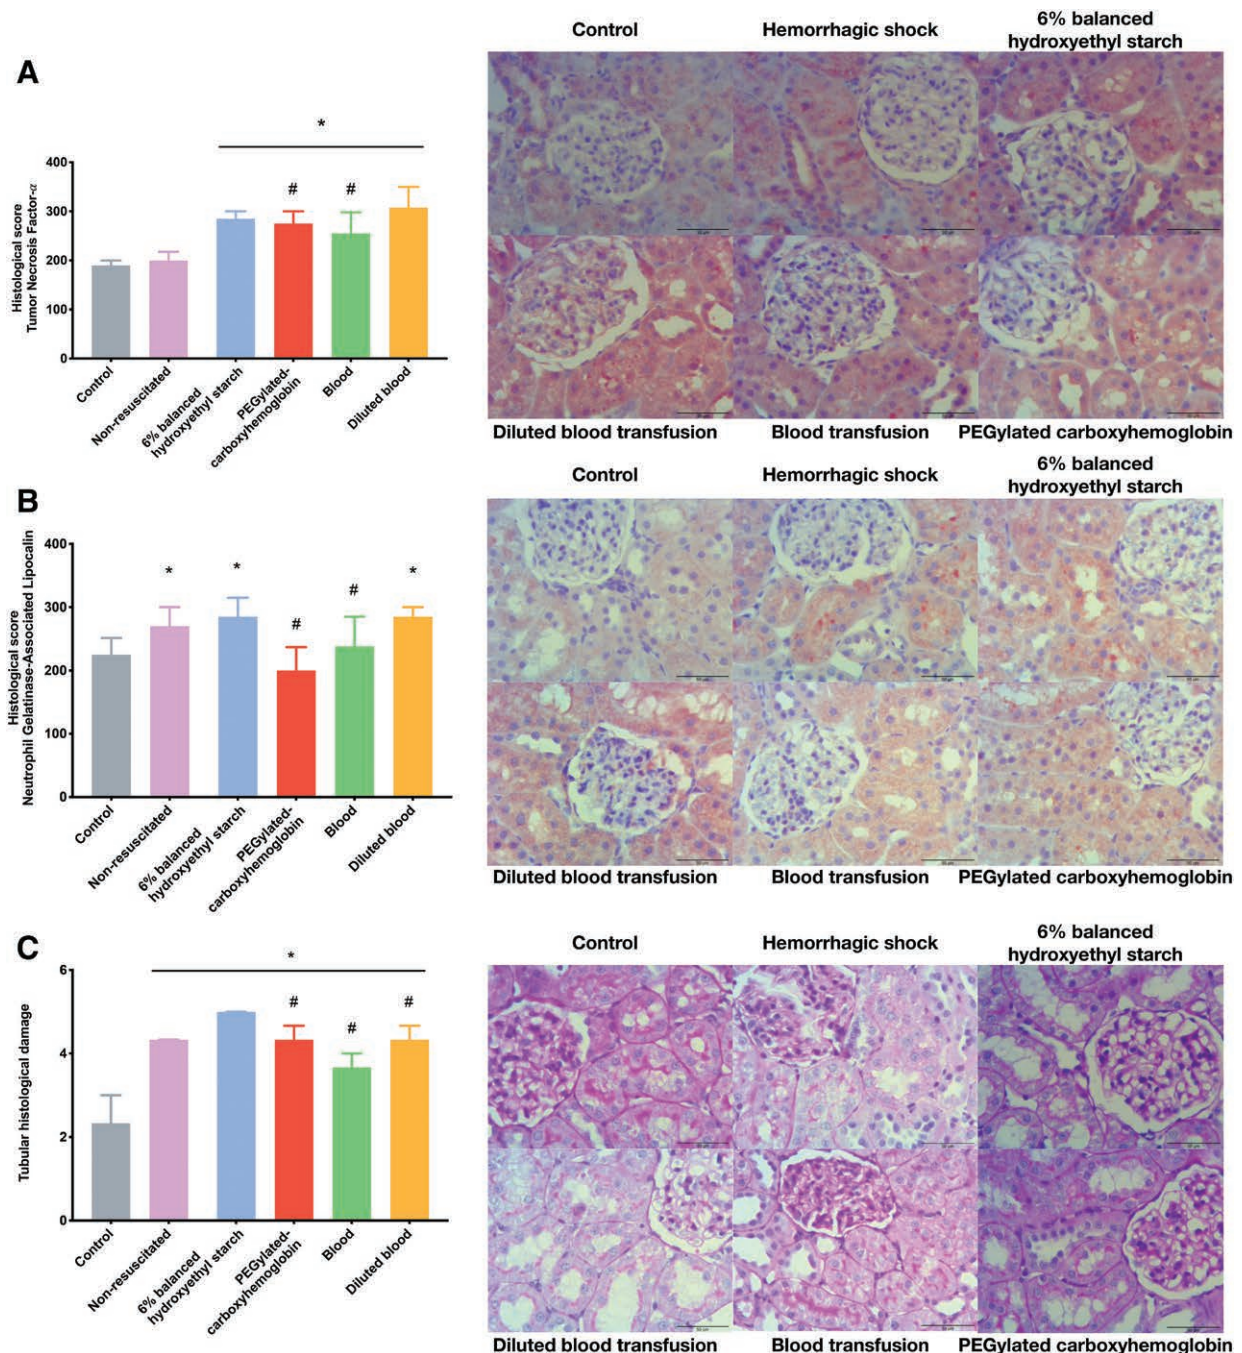 A
Control
Hemorrhagic shock
6% balanced
hydroxyethyl starch
*
#
#
400
300
200
100
0
Histological score
Tumor Necrosis Factor-α
Control
Non-resuscitated
6% balanced
hydroxyethyl starch
PEGylated-
carboxyhemoglobin
Blood
Diluted blood
Diluted blood transfusion
Blood transfusion
PEGylated carboxyhemoglobin
B
Control
Hemorrhagic shock
6% balanced
hydroxyethyl starch
*
*
#
#
*
400
300
200
100
0
Histological score
Neutrophil Gelatinase-Associated Lipocalin
Control
Non-resuscitated
6% balanced
hydroxyethyl starch
PEGylated-
carboxyhemoglobin
Blood
Diluted blood
Diluted blood transfusion
Blood transfusion
PEGylated carboxyhemoglobin
C
Control
Hemorrhagic shock
6% balanced
hydroxyethyl starch
*
#
#
#
6
4
2
0
Tubular histological damage
Control
Non-resuscitated
6% balanced
hydroxyethyl starch
PEGylated-
carboxyhemoglobin
Blood
Diluted blood
Diluted blood transfusion
Blood transfusion
PEGylated carboxyhemoglobin